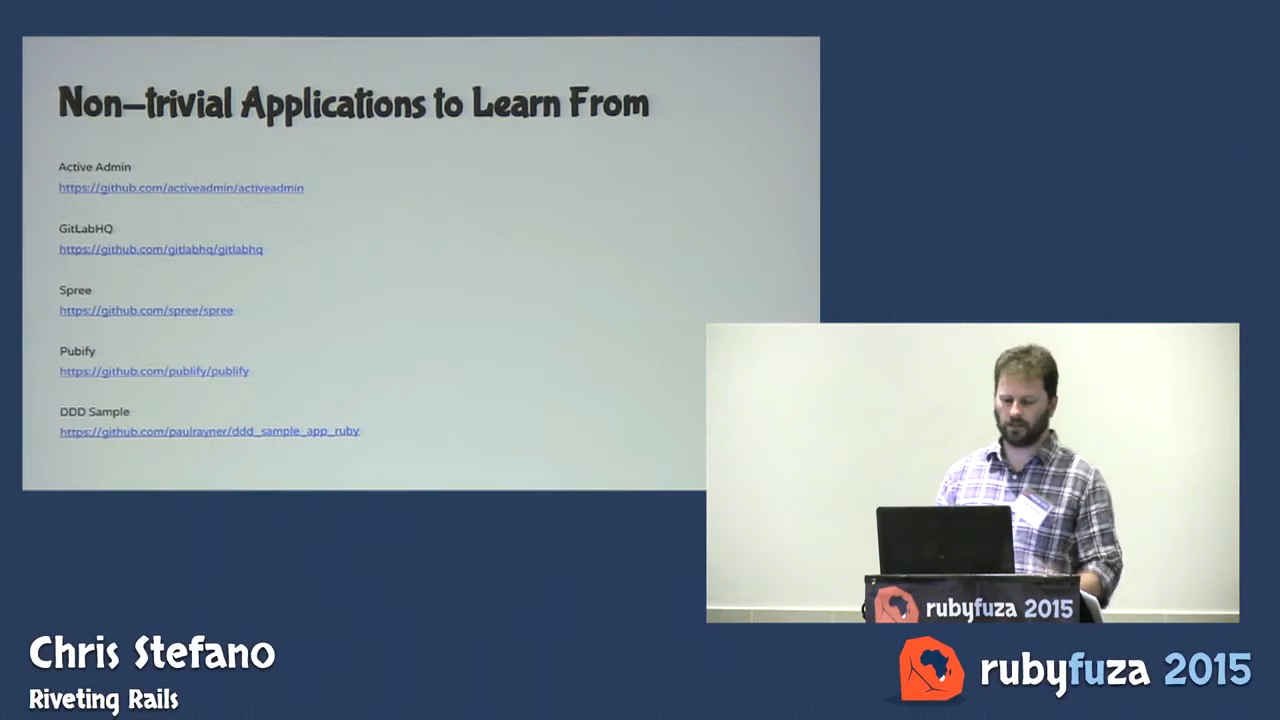 Non-trivial Applications to Learn From
Active Admin
https://github.com/activeadmin/activeadmin
GitLabHQ
https://github.com/gitlabhq/gitlabhq
Spree
https://github.com/spree/spree
Pubify
https://github.com/publify/publify
DDD Sample
https://github.com/paulrayner/ddd_sample_app_ruby
rubyfuza 2015
Chris Stefano
Riveting Rails
rubyfuza 2015